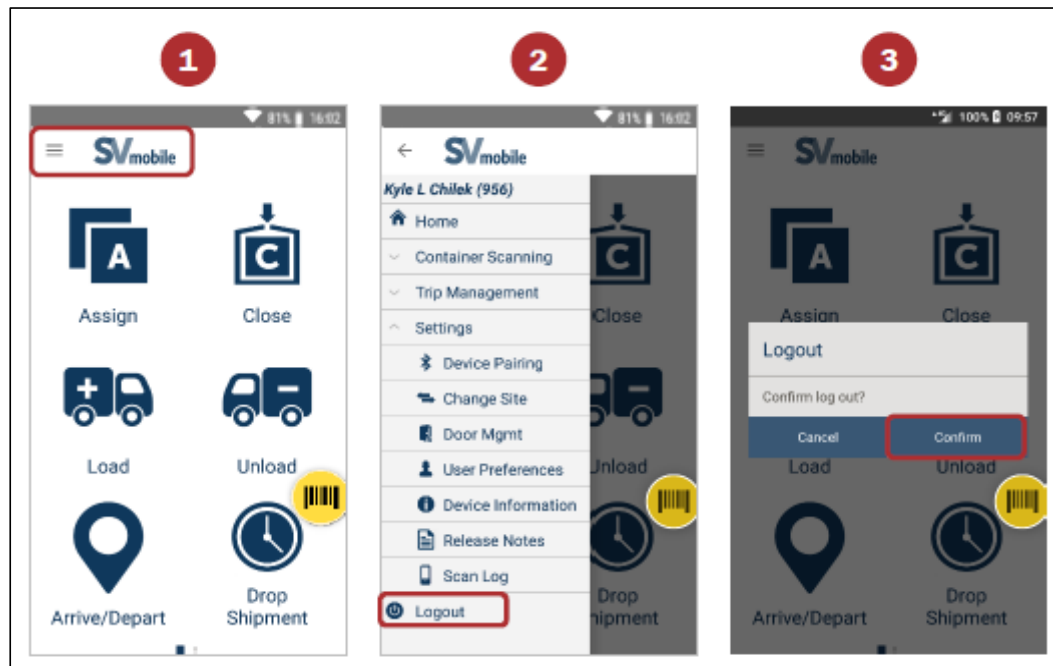 1
2
3
81% 16:02
SVmobile
A
C
Assign
Close
Load
Unload
Arrive/Depart
Drop
Shipment
81% 16:02
SVmobile
Kyle L Chilek (956)
Home
Container Scanning
Trip Management
Settings
Device Pairing
Change Site
Door Mgmt
User Preferences
Device Information
Release Notes
Scan Log
Logout
C
Close
Unload
Drop
hipment
100% 09:57
SVmobile
A
C
Assign
Close
Logout
Confirm log out?
Cancel
Confirm
Load
Unload
Arrive/Depart
Drop
Shipment